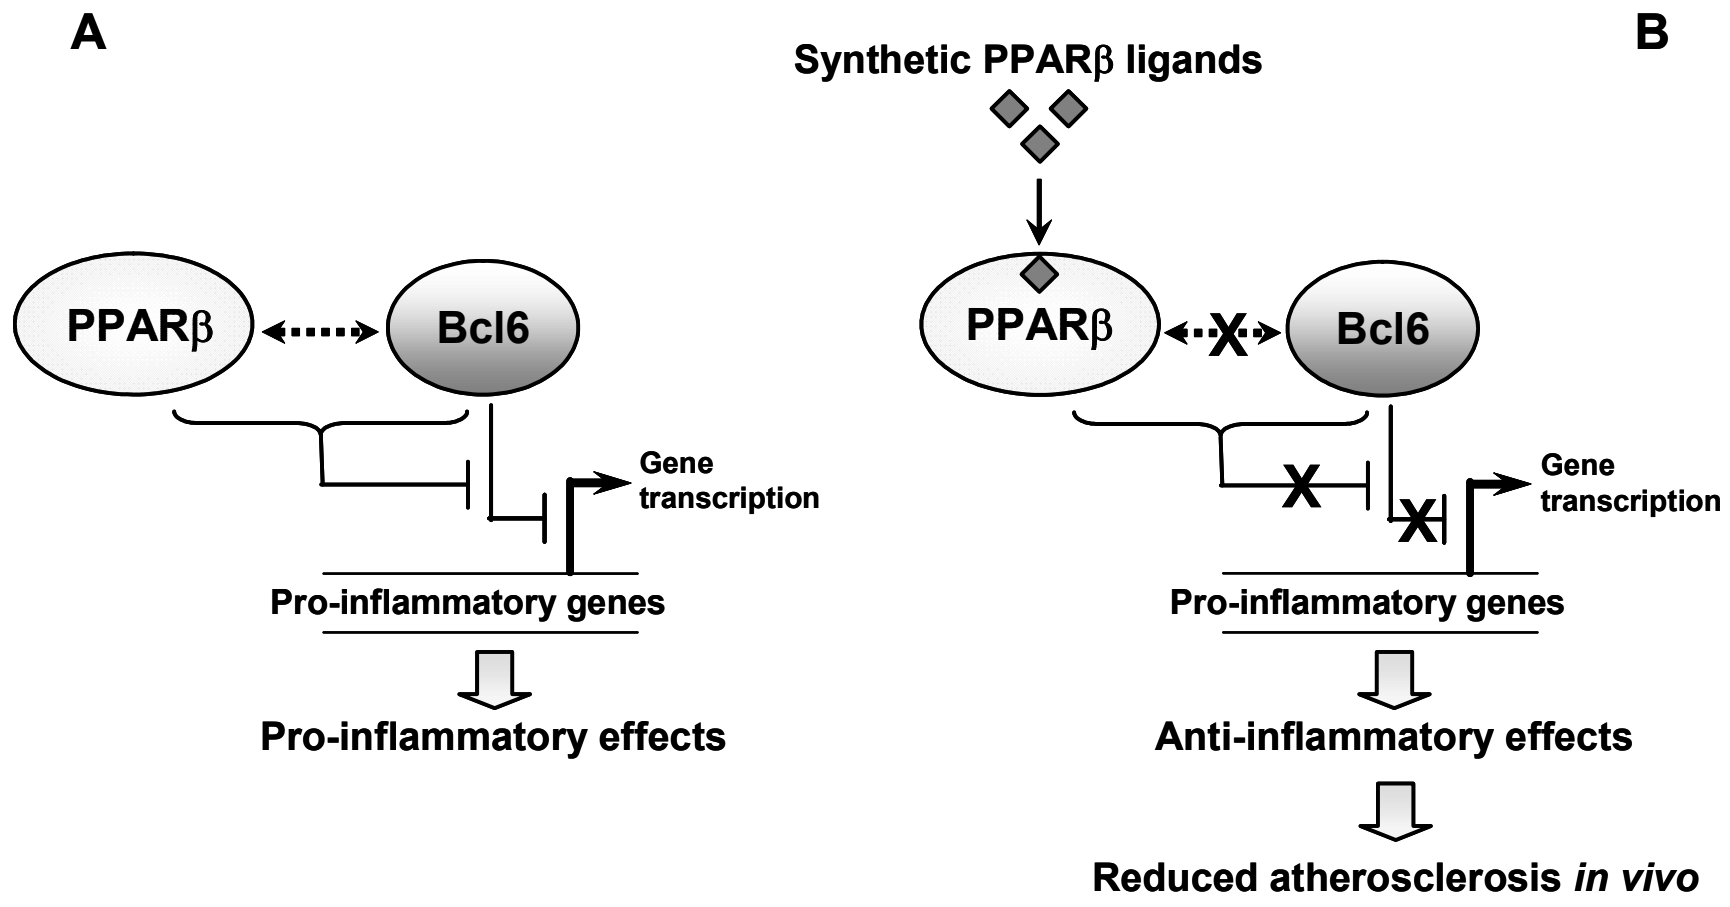 A
PPARβ
Bcl6
Gene
transcription
Pro-inflammatory genes
Pro-inflammatory effects
B
Synthetic PPARβ ligands
PPARβ
X
Bcl6
X
X
Gene
transcription
Pro-inflammatory genes
Anti-inflammatory effects
Reduced atherosclerosis in vivo